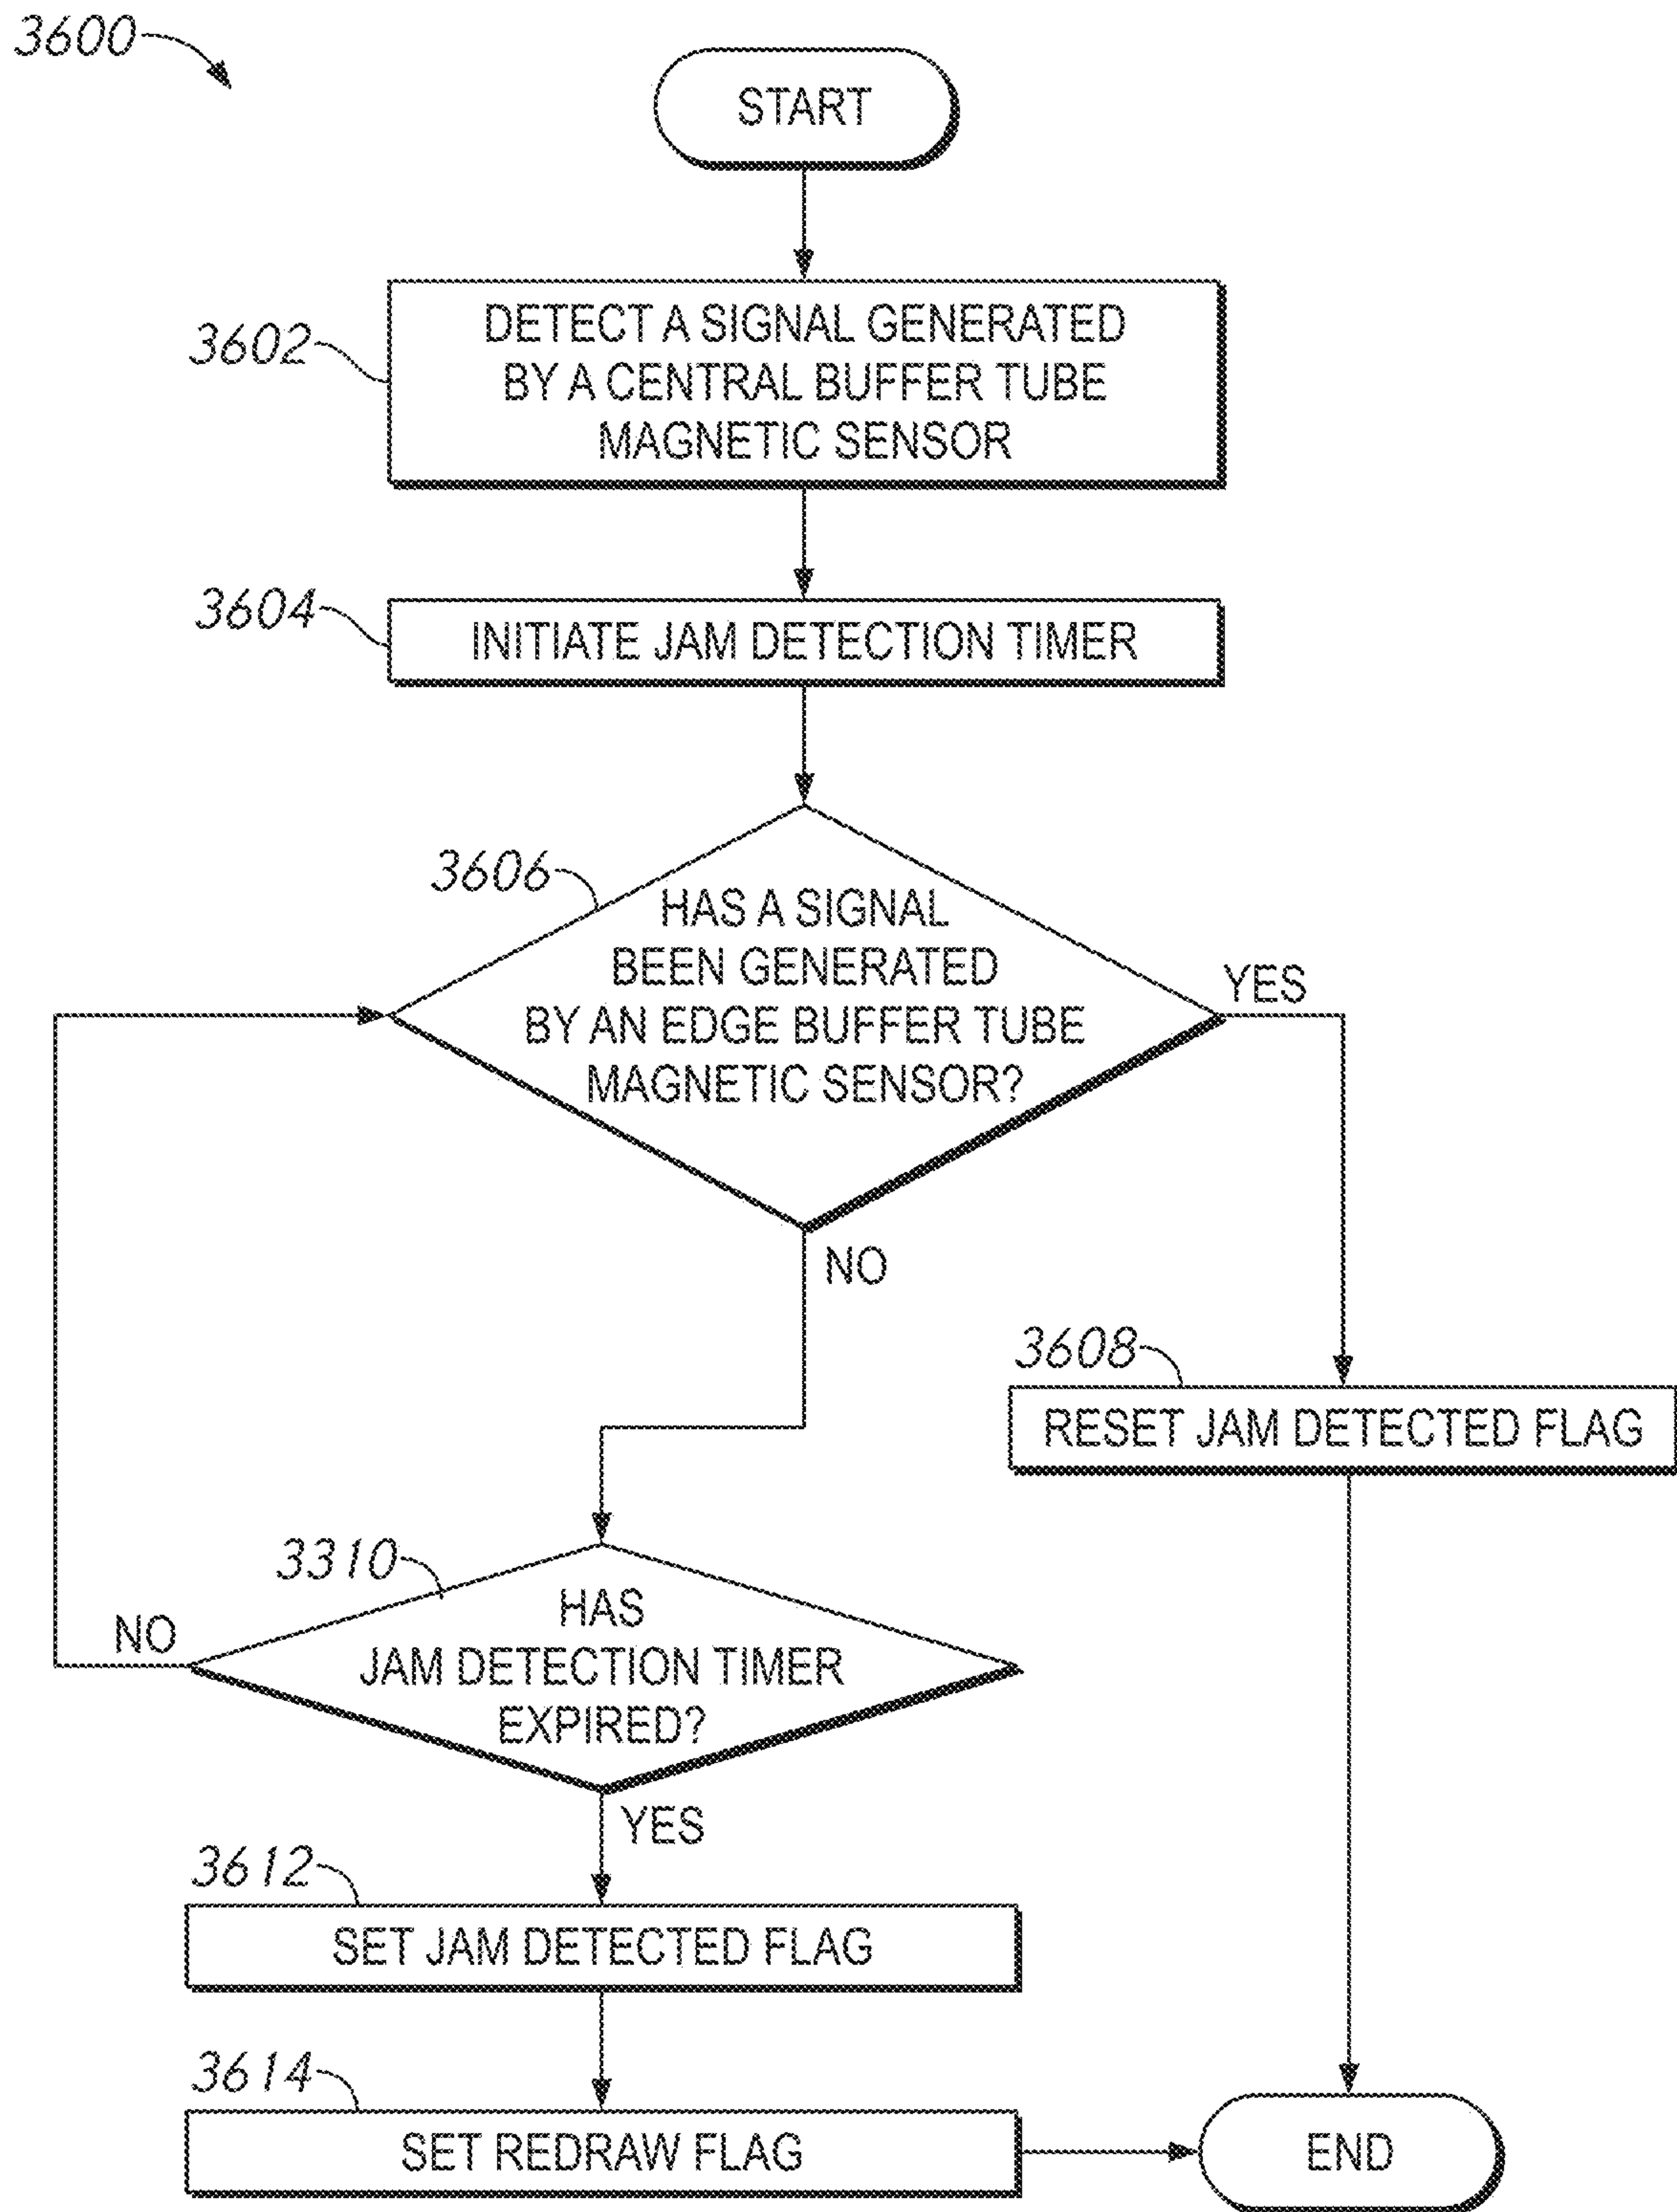 3600
START
3602
DETECT A SIGNAL GENERATED
BY A CENTRAL BUFFER TUBE
MAGNETIC SENSOR
3604
INITIATE JAM DETECTION TIMER
3606
HAS A SIGNAL
BEEN GENERATED
BY AN EDGE BUFFER TUBE
MAGNETIC SENSOR?
YES
NO
3608
RESET JAM DETECTED FLAG
3310
HAS
JAM DETECTION TIMER
EXPIRED?
NO
YES
3612
SET JAM DETECTED FLAG
3614
SET REDRAW FLAG
END